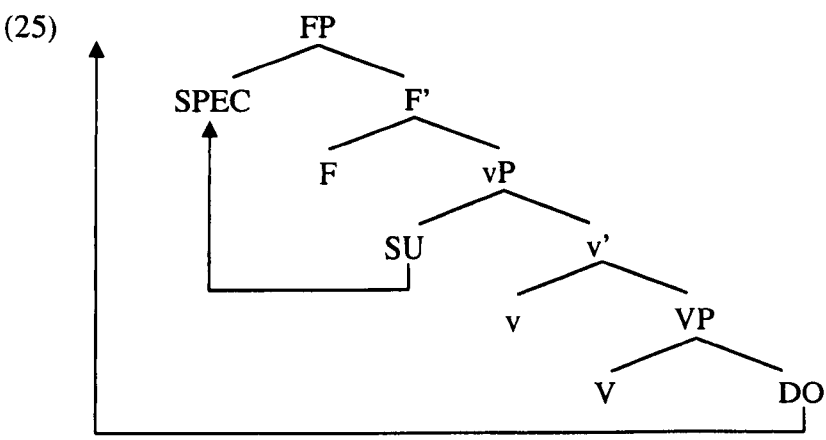 (25)
FP
SPEC F'
F vP
SU v'
v VP
V DO